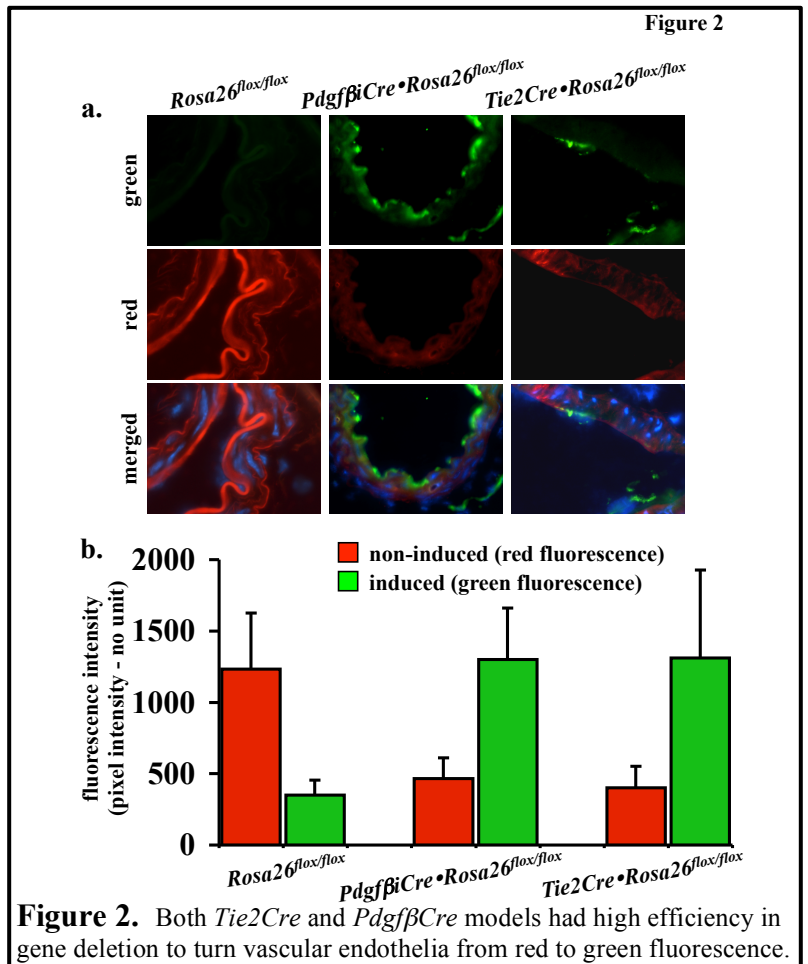 Figure 2
Rosa26flox/flox
PdgfβiCre•Rosa26flox/flox
Tie2Cre•Rosa26flox/flox
a.
green
red
merged
b.
2000
1500
1000
500
0
fluorescence intensity
(pixel intensity - no unit)
non-induced (red fluorescence)
induced (green fluorescence)
Rosa26flox/flox
PdgfβiCre•Rosa26flox/flox
Tie2Cre•Rosa26flox/flox
Figure 2. Both Tie2Cre and PdgfβCre models had high efficiency in
gene deletion to turn vascular endothelia from red to green fluorescence.